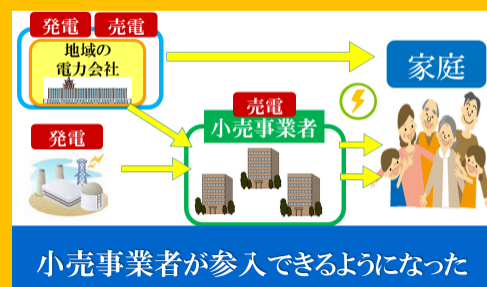 発電 売電
地域の
電力会社
家庭
売電
小売事業者
発電
小売事業者が参入できるようになった